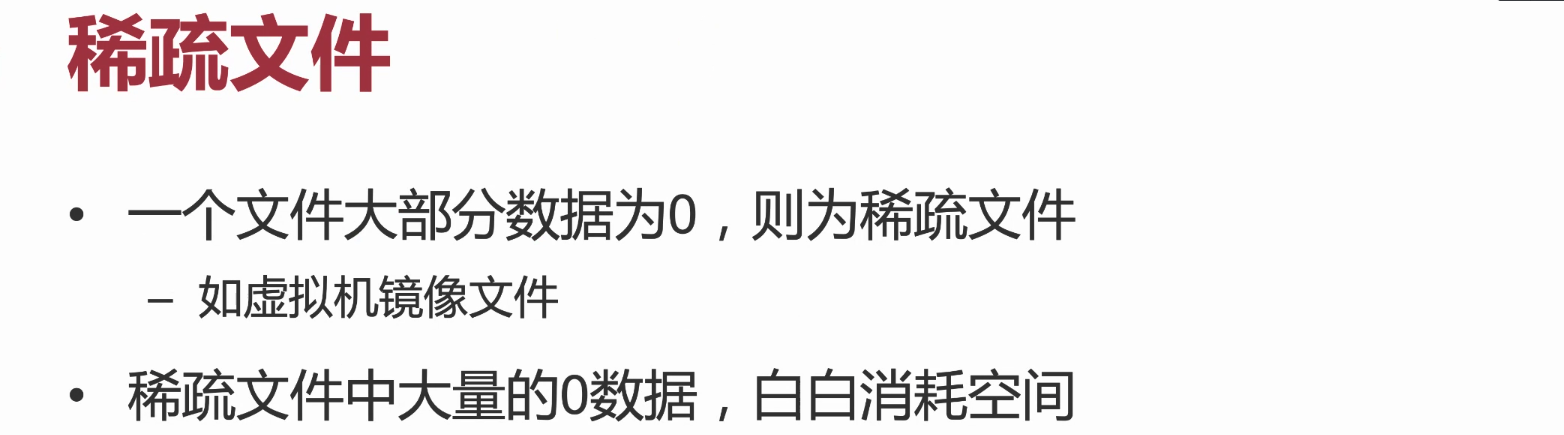 稀疏文件
• 一个文件大部分数据为0，则为稀疏文件
– 如虚拟机镜像文件
• 稀疏文件中大量的0数据，白白消耗空间